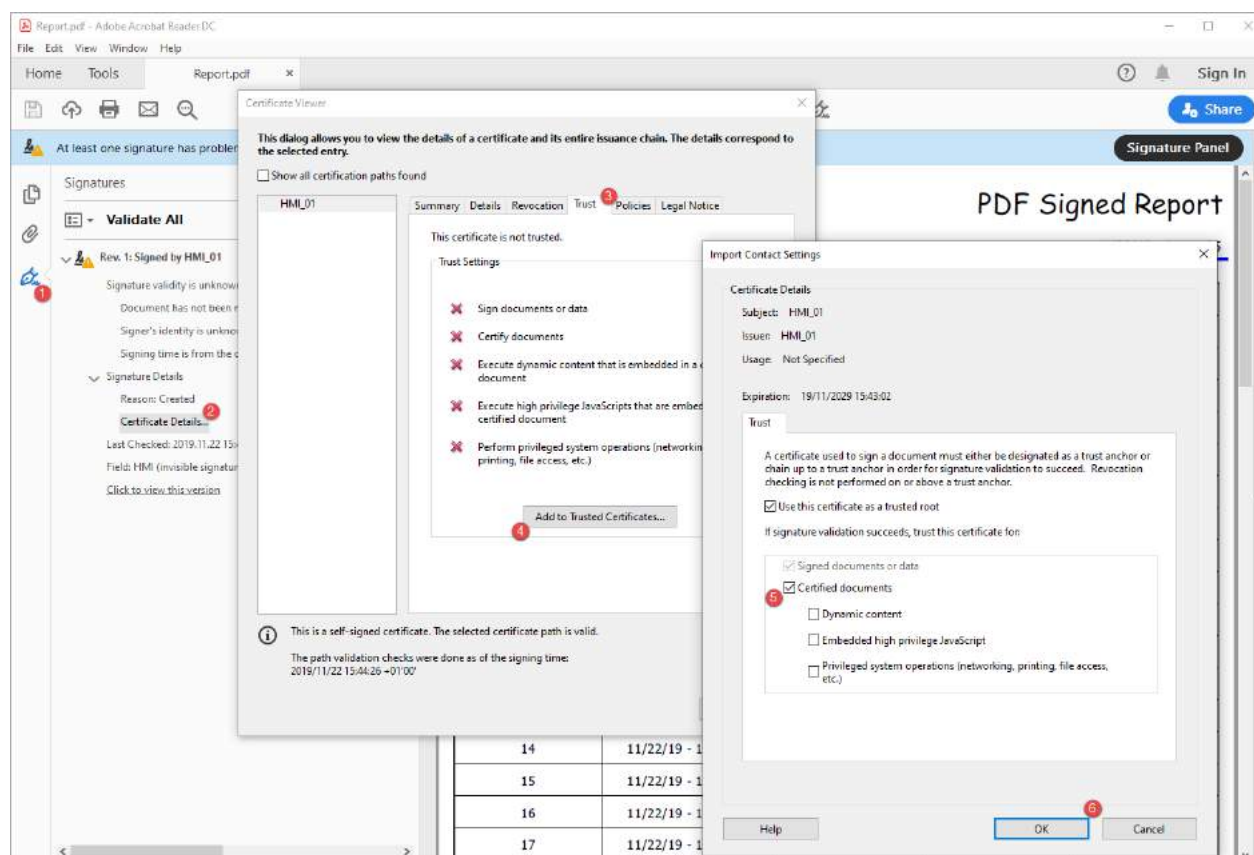 Report.pdf - Adobe Acrobat Reader DC
File Edit View Window Help
Home Tools Report.pdf × Sign In
Share
At least one signature has probler
Signature Panel
Signatures
Validate All
Rev. 1: Signed by HMI_01
Signature validity is unknow
Document has not been
Signer's identity is unkno
Signing time is from the
Signature Details
Reason: Created
Certificate Details...
Last Checked: 2019.11.22 15:
Field: HMI (invisible signatur
Click to view this version
1
2
Certificate Viewer
This dialog allows you to view the details of a certificate and its entire issuance chain. The details correspond to
the selected entry.
Show all certification paths found
HMI_01
Summary Details Revocation Trust Policies Legal Notice
3
This certificate is not trusted.
Trust Settings
Sign documents or data
Certify documents
Execute dynamic content that is embedded in a
document
Execute high privilege JavaScripts that are embed
certified document
Perform privileged system operations (networkin
printing, file access, etc.)
Add to Trusted Certificates...
4
This is a self-signed certificate. The selected certificate path is valid.
The path validation checks were done as of the signing time:
2019/11/22 15:44:26 +01'00'
PDF Signed Report
Import Contact Settings
Certificate Details
Subject: HMI_01
Issuer: HMI_01
Usage: Not Specified
Expiration: 19/11/2029 15:43:02
Trust
A certificate used to sign a document must either be designated as a trust anchor or
chain up to a trust anchor in order for signature validation to succeed. Revocation
checking is not performed on or above a trust anchor.
Use this certificate as a trusted root
If signature validation succeeds, trust this certificate for:
Signed documents or data
Certified documents
5
Dynamic content
Embedded high privilege JavaScript
Privileged system operations (networking, printing, file access,
etc.)
6
Help OK Cancel
14 11/22/19 - 1
15 11/22/19 - 1
16 11/22/19 - 1
17 11/22/19 - 1